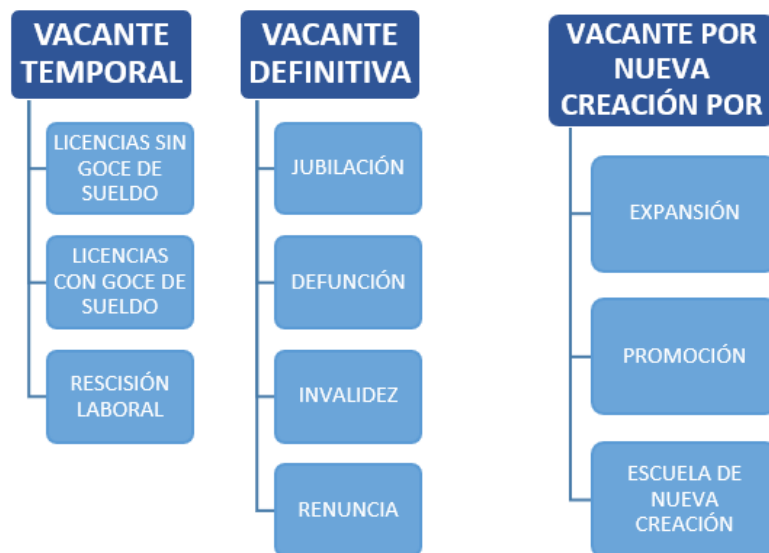 VACANTE
TEMPORAL
LICENCIAS SIN
GOCE DE
SUELDO
LICENCIAS
CON GOCE DE
SUELDO
RESCISIÓN
LABORAL
VACANTE
DEFINITIVA
JUBILACIÓN
DEFUNCIÓN
INVALIDEZ
RENUNCIA
VACANTE POR
NUEVA
CREACIÓN POR
EXPANSIÓN
PROMOCIÓN
ESCUELA DE
NUEVA
CREACIÓN